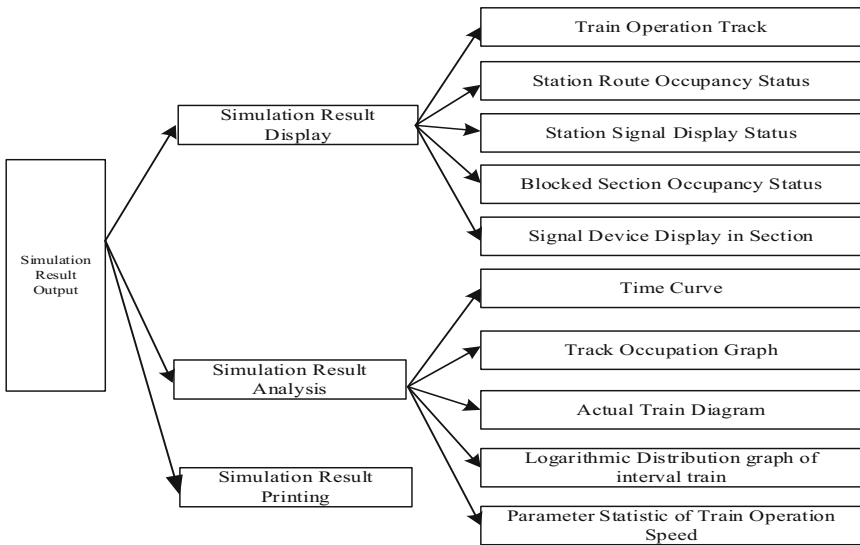 Simulation
Result
Output
Simulation Result
Display
Simulation Result
Analysis
Simulation Result
Printing
Train Operation Track
Station Route Occupancy Status
Station Signal Display Status
Blocked Section Occupancy Status
Signal Device Display in Section
Time Curve
Track Occupation Graph
Actual Train Diagram
Logarithmic Distribution graph of
interval train
Parameter Statistic of Train Operation
Speed